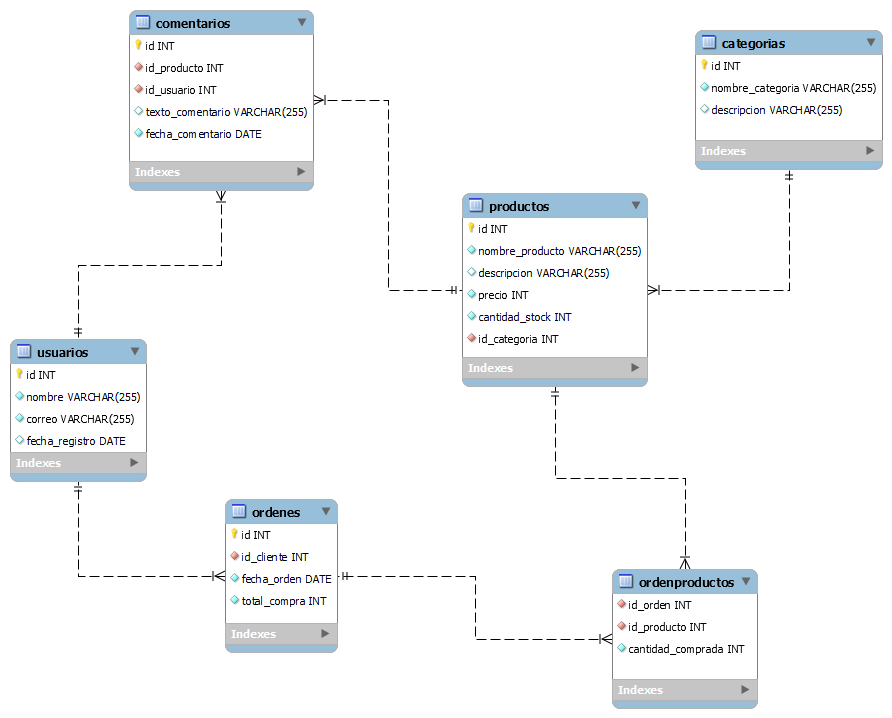 comentarios
id INT
id_producto INT
id_usuario INT
texto_comentario VARCHAR(255)
fecha_comentario DATE
Indexes
categorias
id INT
nombre_categoria VARCHAR(255)
descripcion VARCHAR(255)
Indexes
productos
id INT
nombre_producto VARCHAR(255)
descripcion VARCHAR(255)
precio INT
cantidad_stock INT
id_categoria INT
Indexes
usuarios
id INT
nombre VARCHAR(255)
correo VARCHAR(255)
fecha_registro DATE
Indexes
ordenes
id INT
id_cliente INT
fecha_orden DATE
total_compra INT
Indexes
ordenproductos
id_orden INT
id_producto INT
cantidad_comprada INT
Indexes